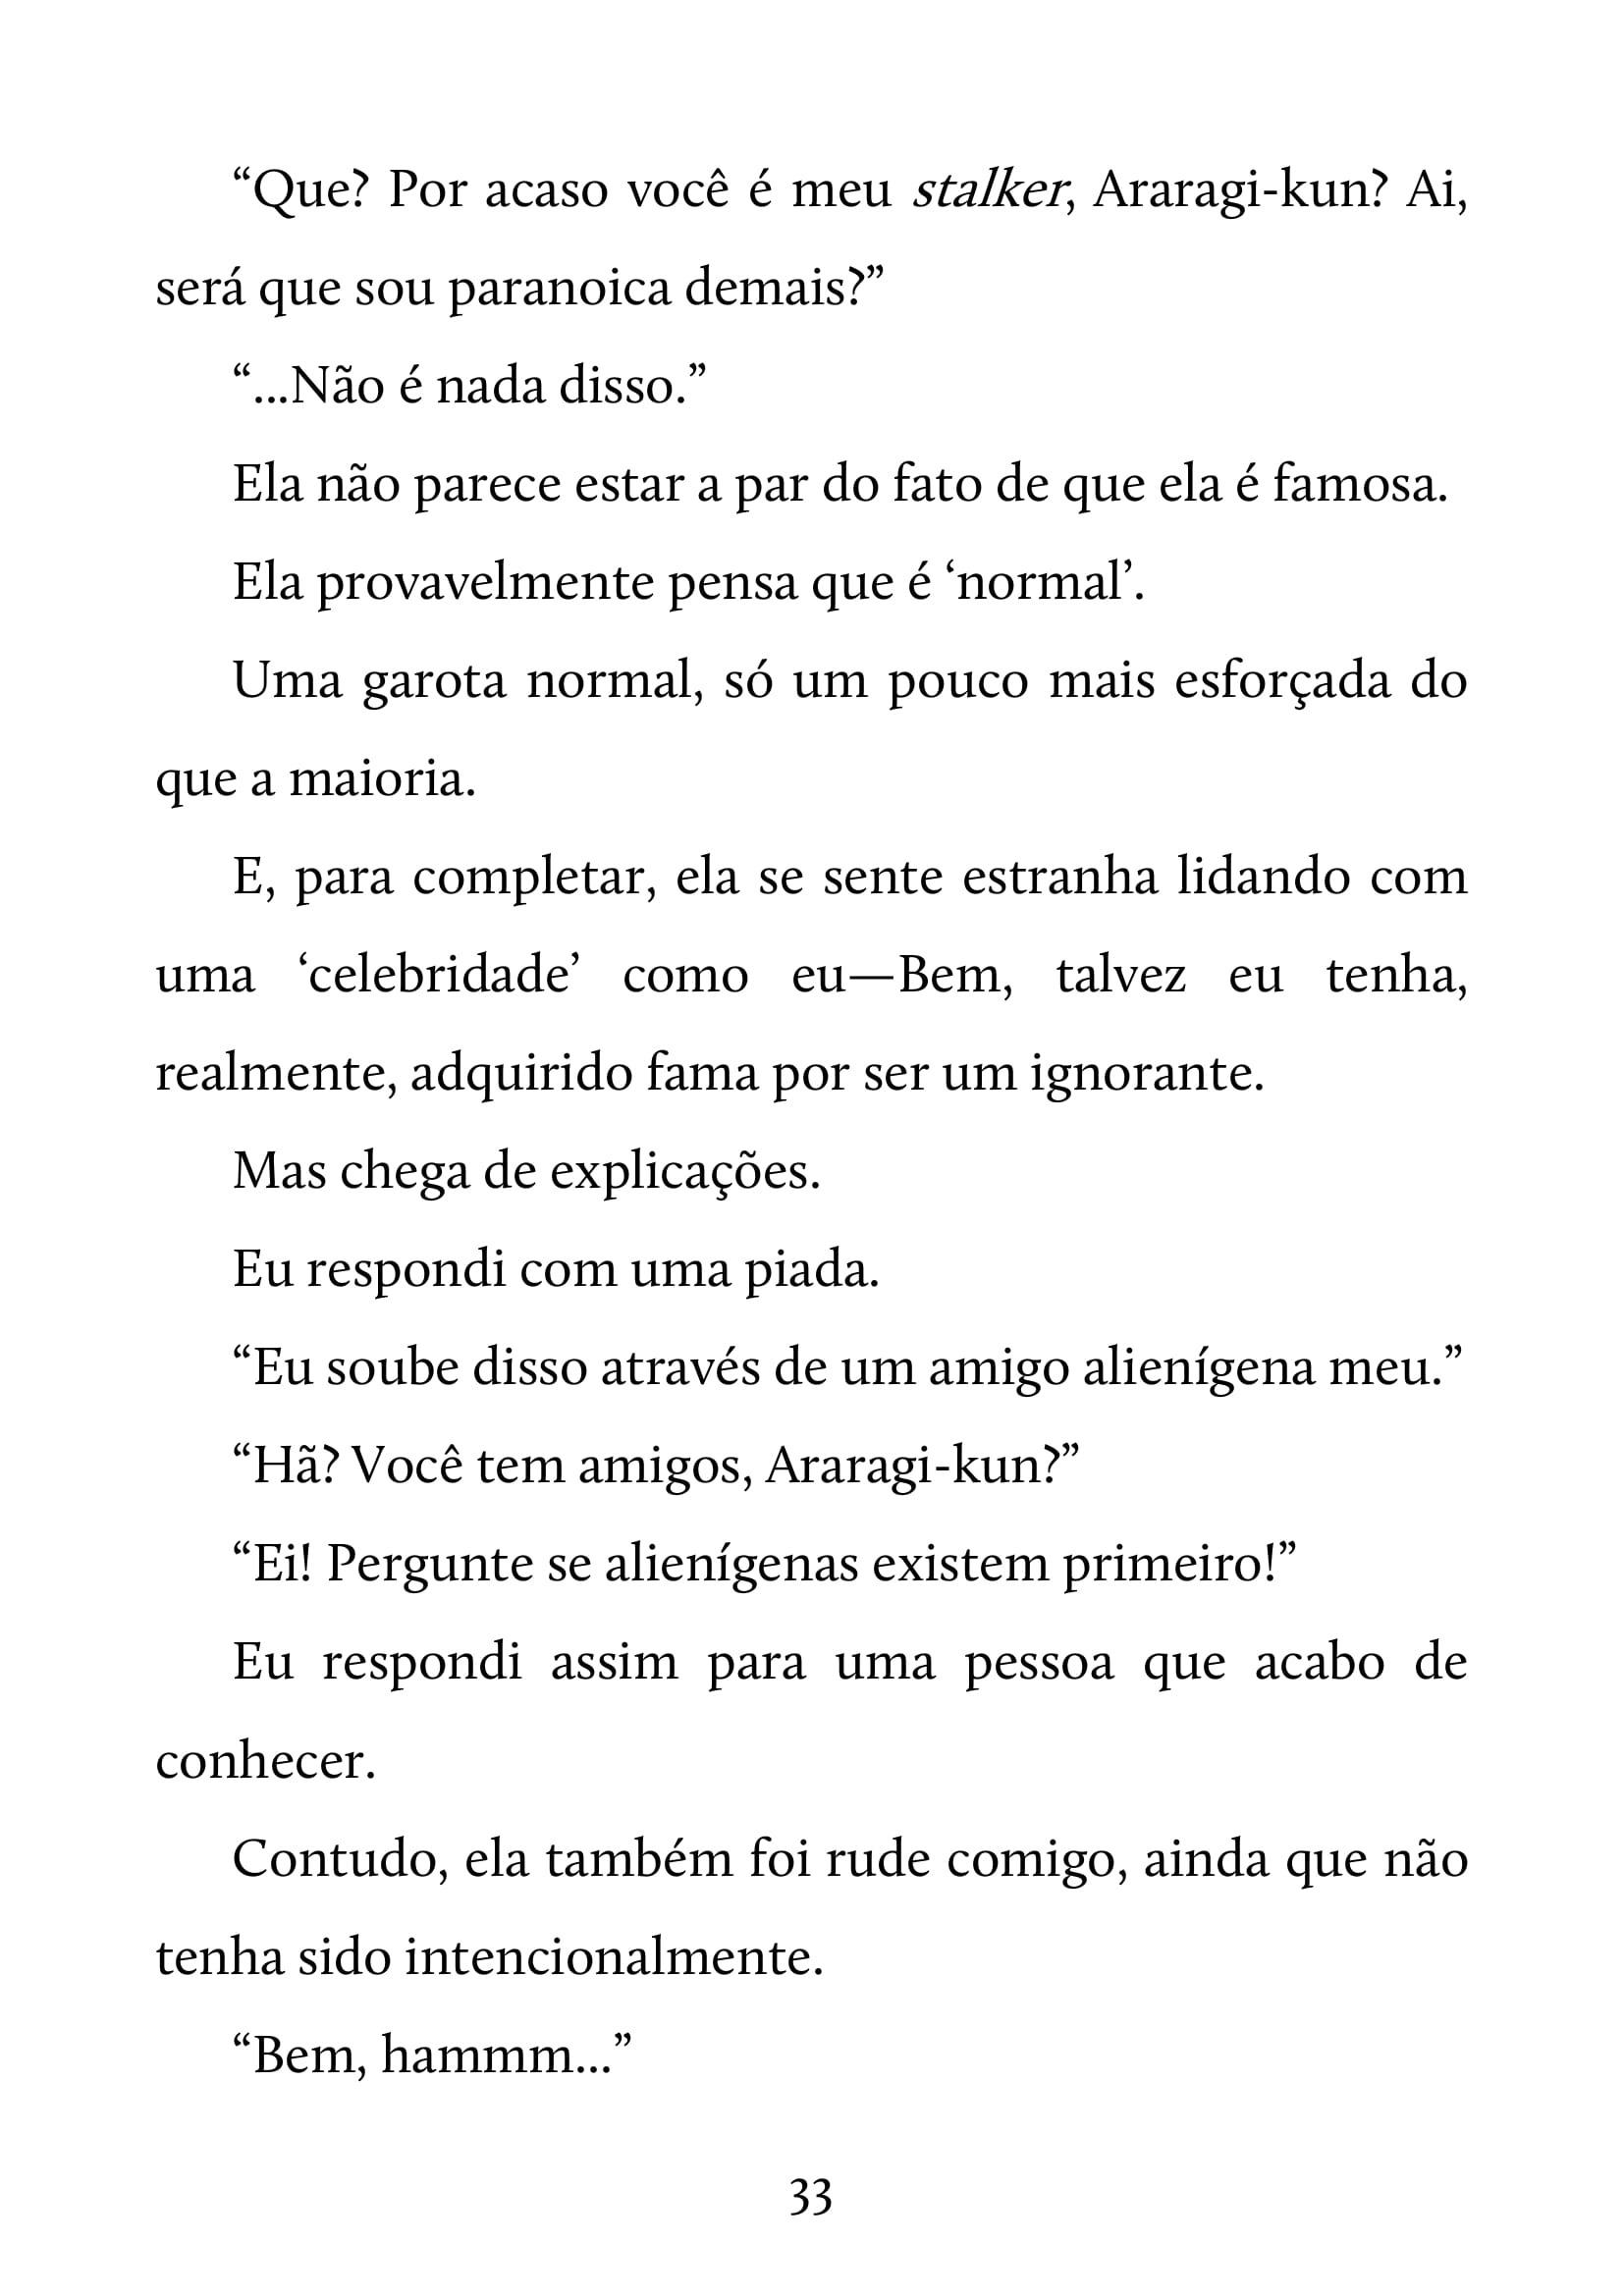 “Que? Por acaso você é meu stalker, Araragi-kun? Ai,
será que sou paranoica demais?”
“...Não é nada disso.”
Ela não parece estar a par do fato de que ela é famosa.
Ela provavelmente pensa que é ‘normal’.
Uma garota normal, só um pouco mais esforçada do
que a maioria.
E, para completar, ela se sente estranha lidando com
uma ‘celebridade’ como eu—Bem, talvez eu tenha,
realmente, adquirido fama por ser um ignorante.
Mas chega de explicações.
Eu respondi com uma piada.
“Eu soube disso através de um amigo alienígena meu.”
“Hã? Você tem amigos, Araragi-kun?”
“Ei! Pergunte se alienígenas existem primeiro!”
Eu respondi assim para uma pessoa que acabo de
conhecer.
Contudo, ela também foi rude comigo, ainda que não
tenha sido intencionalmente.
“Bem, hammm...”
33